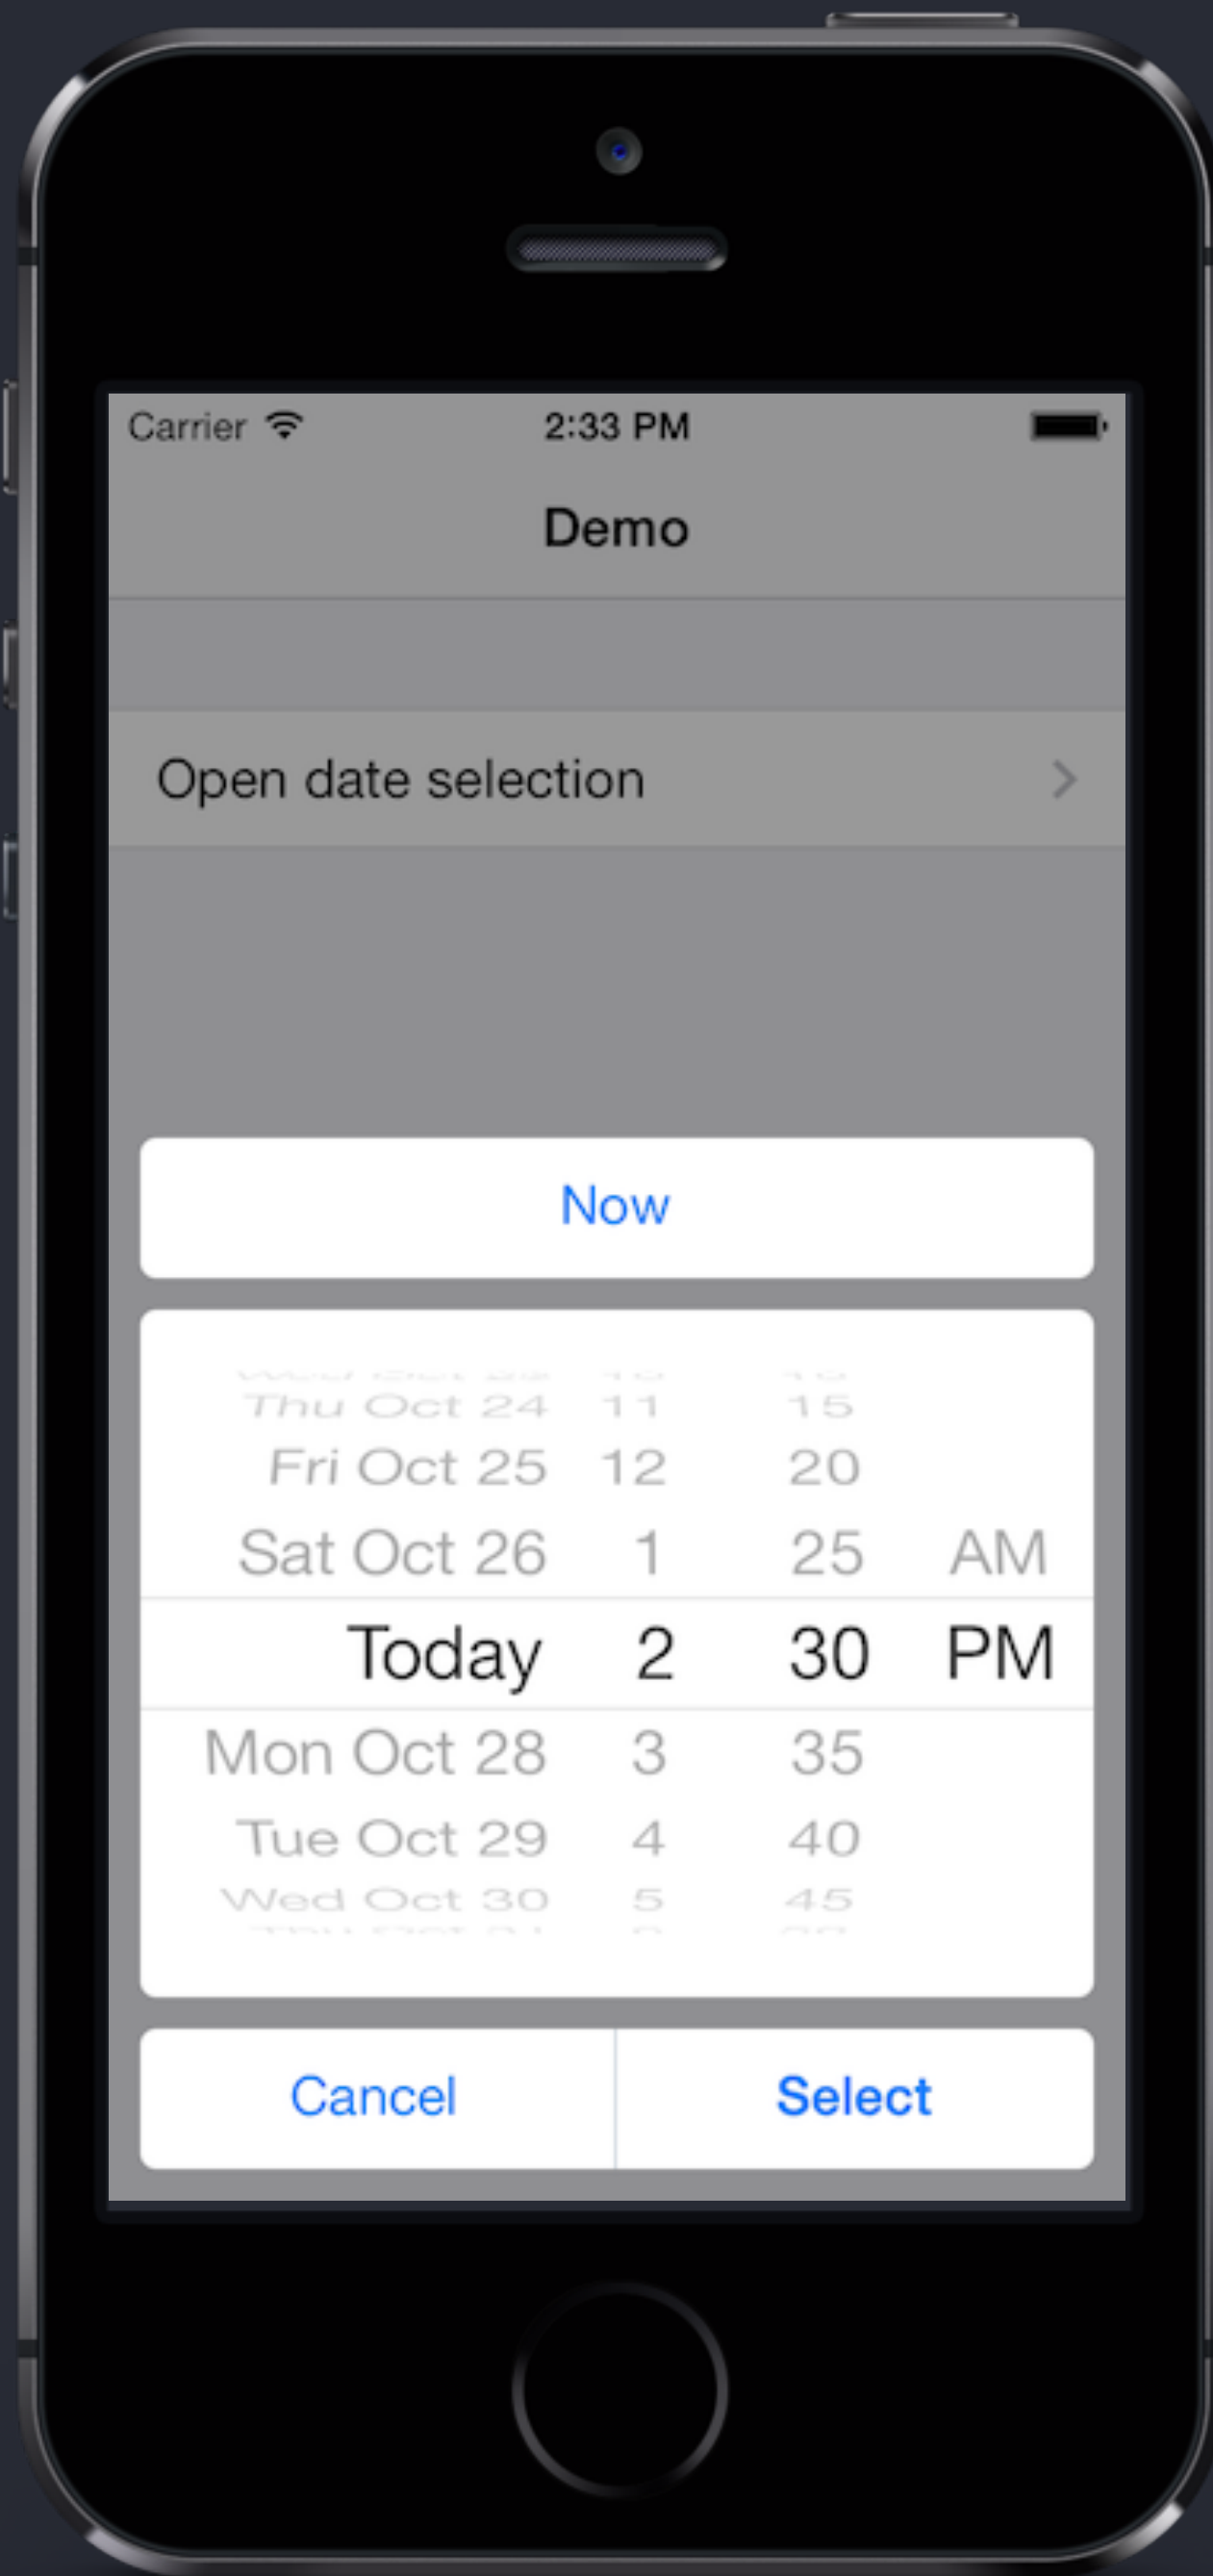 Carrier 2:33 PM
Demo
Open date selection
Now
Thu Oct 24 11 15
Fri Oct 25 12 20
Sat Oct 26 1 25 AM
Today 2 30 PM
Mon Oct 28 3 35
Tue Oct 29 4 40
Wed Oct 30 5 45
Cancel Select